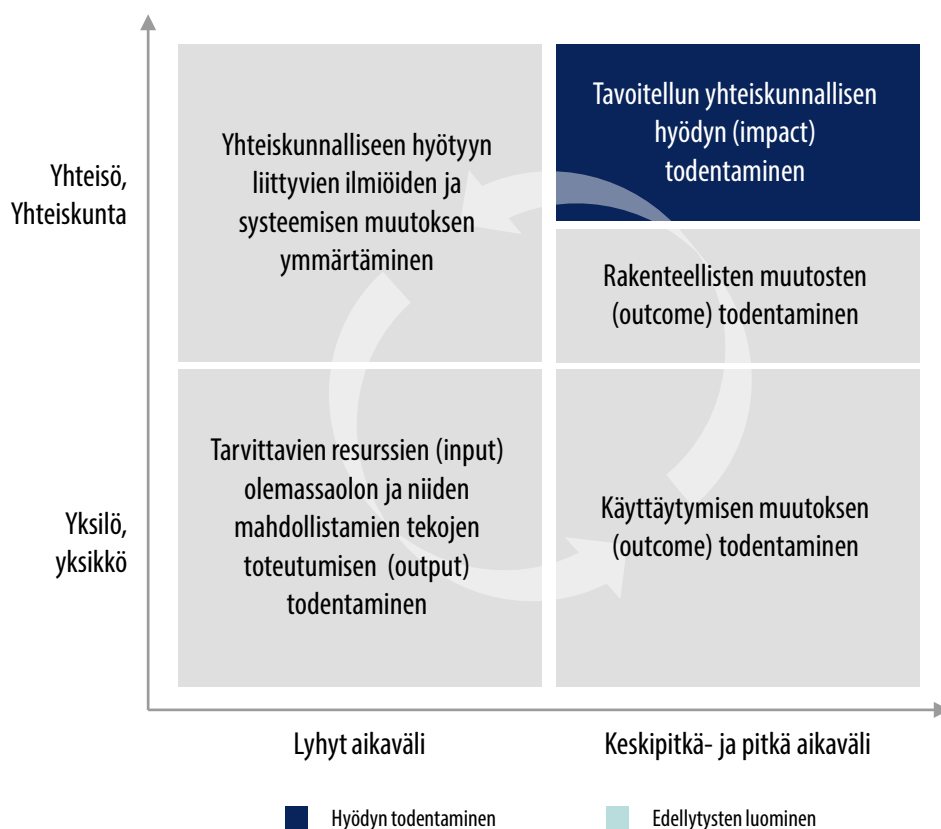 Yhteisö,
Yhteiskunta
Yhteiskunnalliseen hyötyyn
liittyvien ilmiöiden ja
systeemisen muutoksen
ymmärtäminen
Tavoitellun yhteiskunnallisen
hyödyn (impact)
todentaminen
Rakenteellisten muutosten
(outcome) todentaminen
Yksilö,
yksikkö
Tarvittavien resurssien (input)
olemassaolon ja niiden
mahdollistamien tekojen
toteutumisen (output)
todentaminen
Käyttäytymisen muutoksen
(outcome) todentaminen
Lyhyt aikaväli
Keskipitkä- ja pitkä aikaväli
Hyödyn todentaminen
Edellytysten luominen